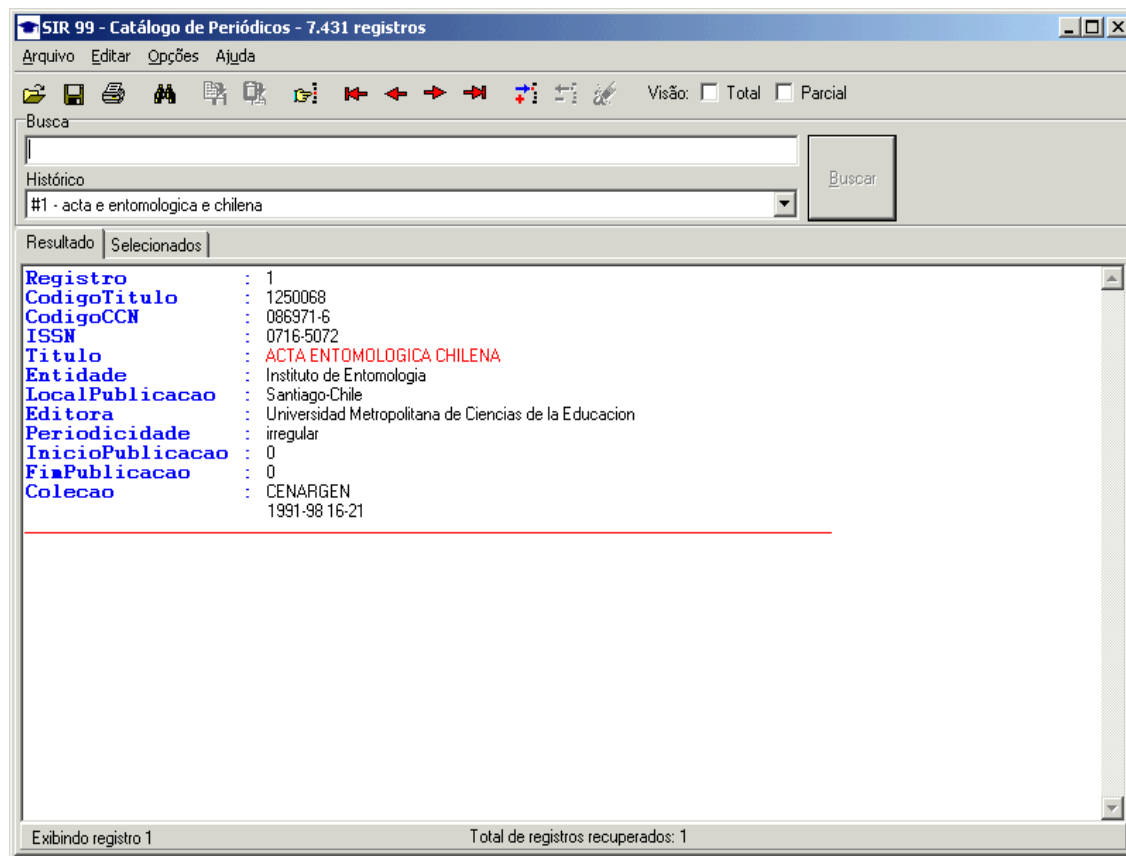 SIR 99 - Catálogo de Periódicos - 7.431 registros
Arquivo Editar Opções Ajuda
Visão: Total Parcial
Busca
Histórico
Buscar
#1 - acta e entomologica e chilena
Resultado Selecionados
Registro : 1
CodigoTitulo : 1250068
CodigoCCN : 086971-6
ISSN : 0716-5072
Titulo : ACTA ENTOMOLOGICA CHILENA
Entidade : Instituto de Entomologia
LocalPublicacao : Santiago-Chile
Editora : Universidad Metropolitana de Ciencias de la Educacion
Periodicidade : irregular
InicioPublicacao : 0
FimPublicacao : 0
Colecao : CENARGEN
1991-98 16-21
Exibindo registro 1 Total de registros recuperados: 1